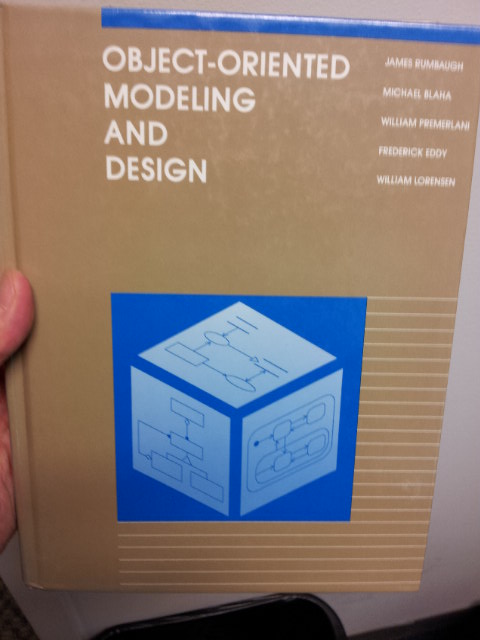 OBJECT-ORIENTED
MODELING
AND
DESIGN
JAMES RUMBAUGH
MICHAEL BLAHA
WILLIAM PREMERLANI
FREDERICK EDDY
WILLIAM LORENSEN